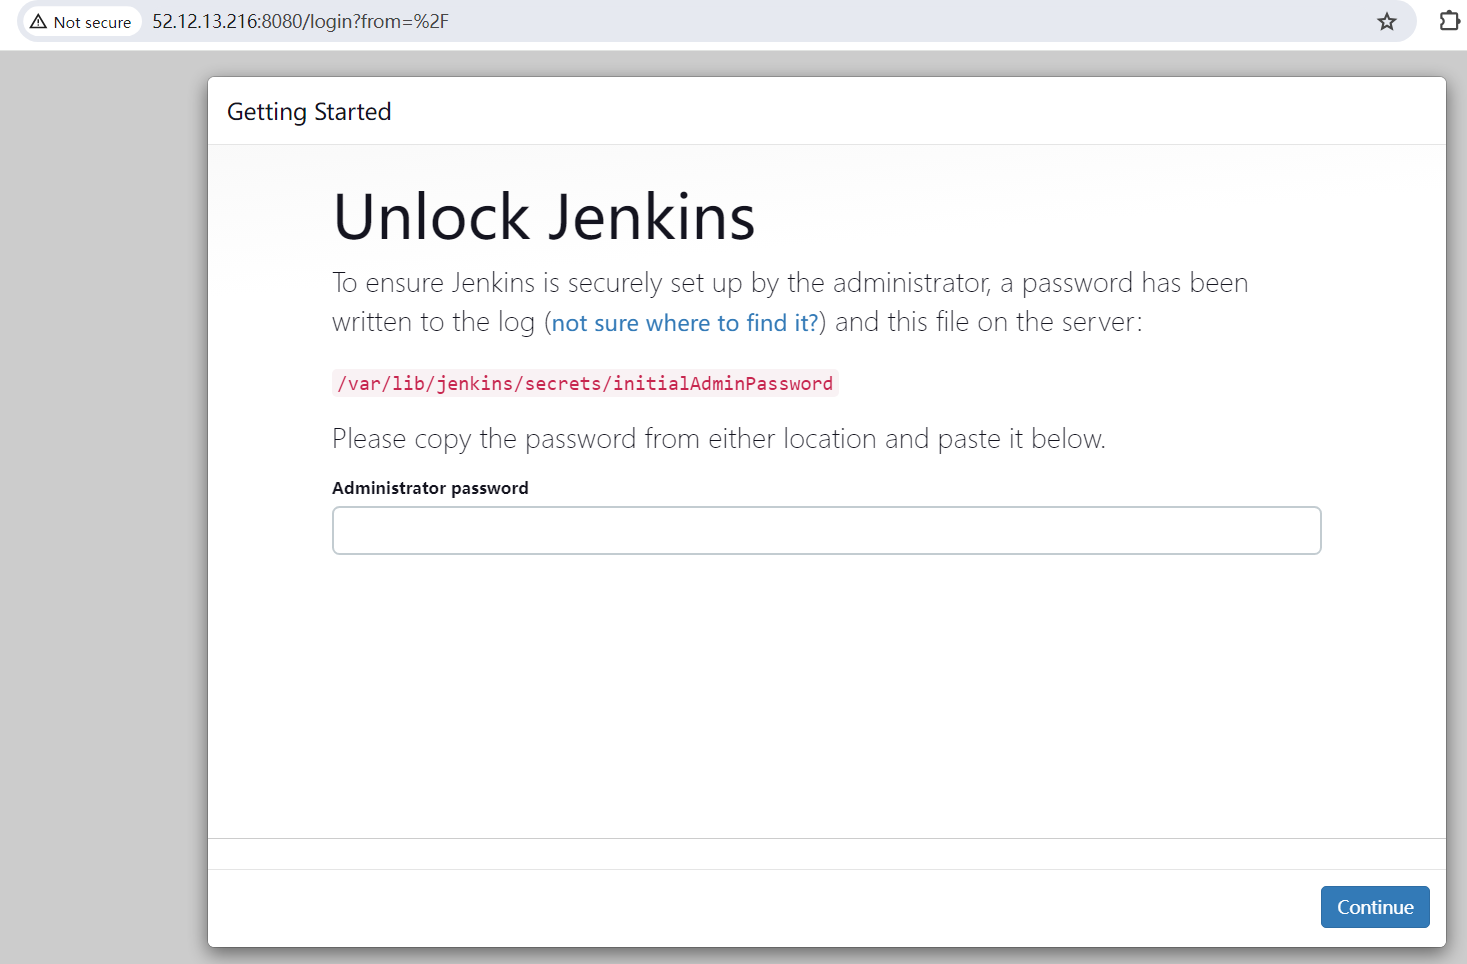 Not secure 52.12.13.216:8080/login?from=%2F
Getting Started
Unlock Jenkins
To ensure Jenkins is securely set up by the administrator, a password has been
written to the log (not sure where to find it?) and this file on the server:
/var/lib/jenkins/secrets/initialAdminPassword
Please copy the password from either location and paste it below.
Administrator password
Continue